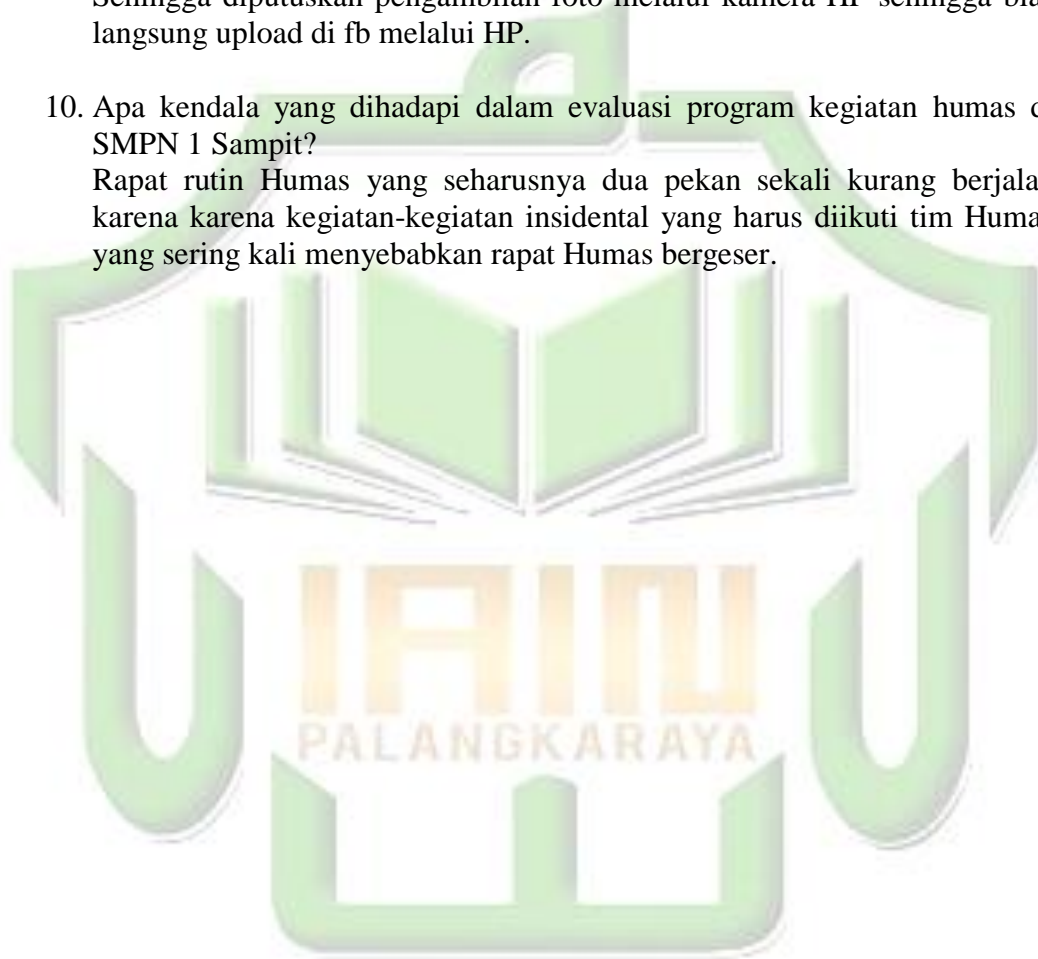 langsung upload di fb melalui HP.
10. Apa kendala yang dihadapi dalam evaluasi program kegiatan humas
SMPN 1 Sampit?
Rapat rutin Humas yang seharusnya dua pekan sekali kurang
karena karena kegiatan-kegiatan insidental yang harus diikuti tim
yang sering kali menyebabkan rapat Humas bergeser.
IAIN
PALANGKARAYA